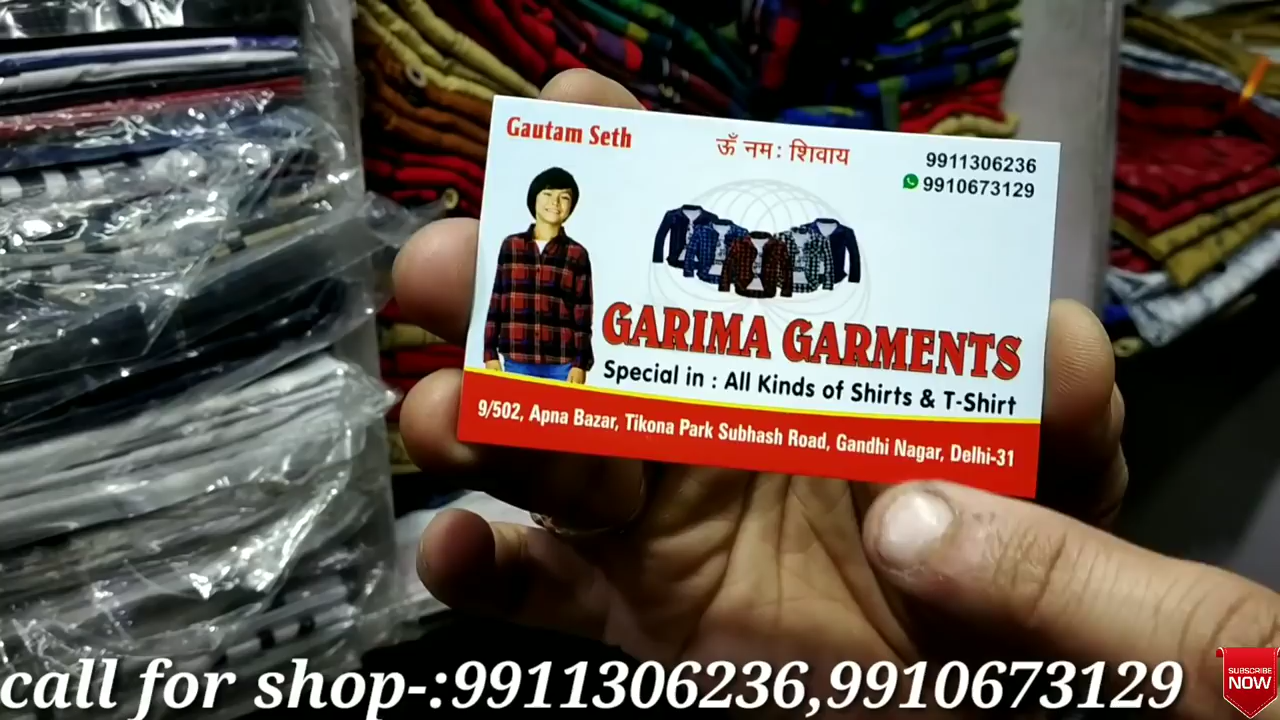 Gautam Seth
ॐ नमः शिवाय
9911306236
9910673129
GARIMA GARMENTS
Special in : All Kinds of Shirts & T-Shirt
9/502, Apna Bazar, Tikona Park Subhash Road, Gandhi Nagar, Delhi-31
call for shop-:9911306236,9910673129
SUBSCRIBE
NOW